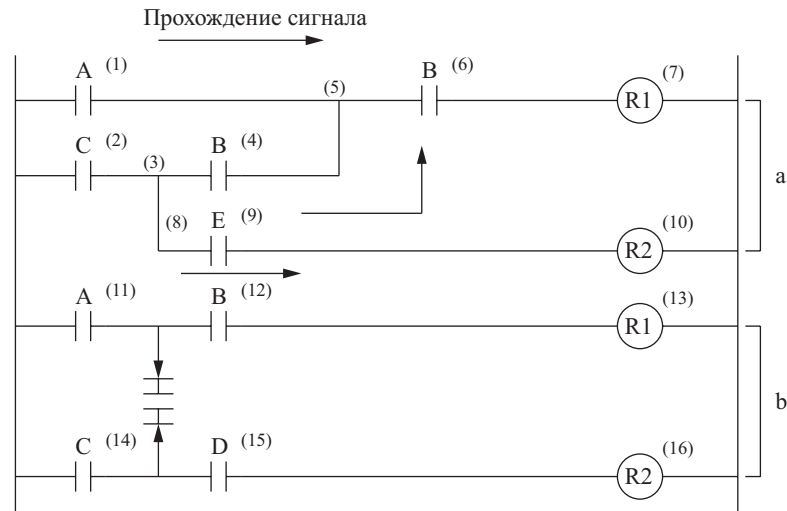 Прохождение сигнала
A (1) (5) B (6) (7) R1
C (2) (3) B (4) a
(8) E (9) (10) R2
A (11) B (12) (13) R1
b
C (14) D (15) (16) R2